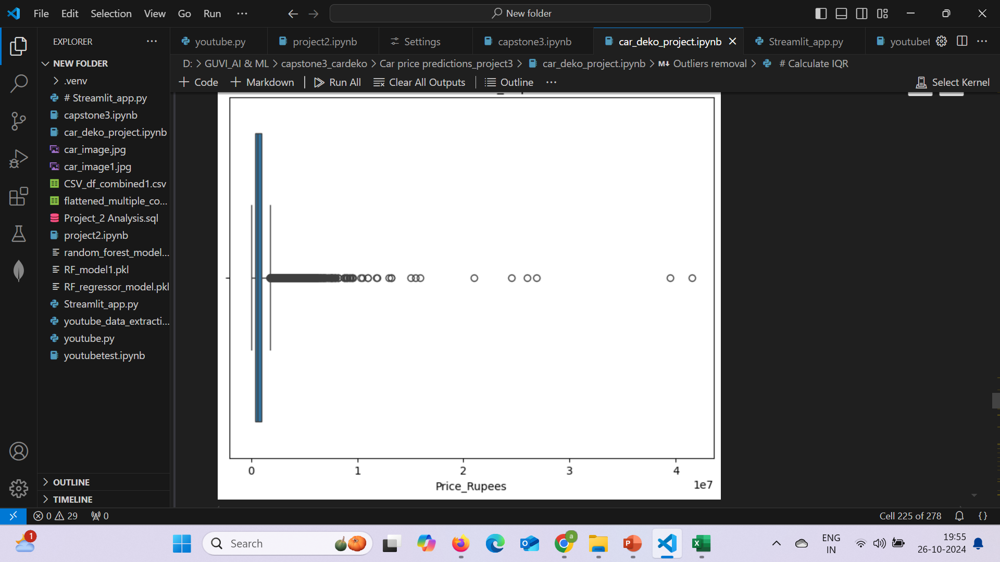 File Edit Selection View Go Run ···
New folder
EXPLORER ···
youtube.py project2.ipynb Settings capstone3.ipynb car_deko_project.ipynb Streamlit_app.py youtubet ···
NEW FOLDER
D: > GUVI_AI & ML > capstone3_cardeko > Car price predictions_project3 > car_deko_project.ipynb > M↓ Outliers removal > # Calculate IQR
+ Code + Markdown | Run All Clear All Outputs | Outline ···
Select Kernel
.venv
# Streamlit_app.py
capstone3.ipynb
car_deko_project.ipynb
car_image.jpg
car_image1.jpg
CSV_df_combined1.csv
flattened_multiple_co...
Project_2 Analysis.sql
project2.ipynb
random_forest_model...
RF_model1.pkl
RF_regressor_model.pkl
Streamlit_app.py
youtube_data_extracti...
youtube.py
youtubetest.ipynb
0 1 2 3 4
Price_Rupees
1e7
OUTLINE
TIMELINE
0 29 0
Cell 225 of 278 {}
1
Search
a
ENG
IN
19:55
26-10-2024